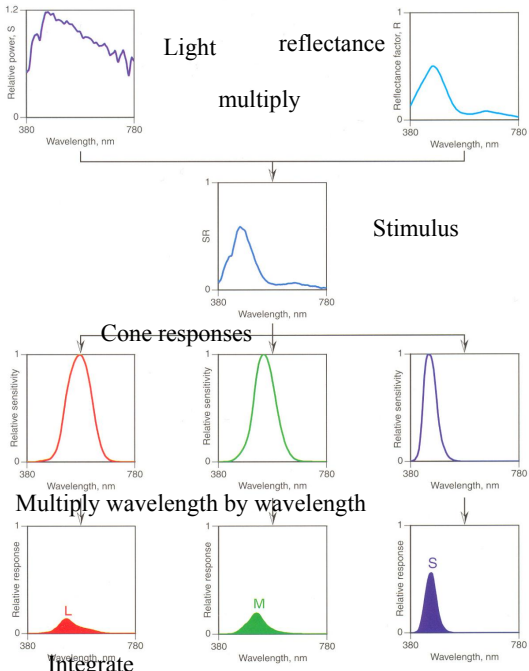 1.2
Relative power, S
0
380
780
Wavelength, nm
Light
reflectance
multiply
1
Reflectance factor, R
0
380
780
Wavelength, nm
1
SR
0
380
780
Wavelength, nm
Stimulus
Cone responses
1
Relative sensitivity
0
380
780
Wavelength, nm
1
Relative sensitivity
0
380
780
Wavelength, nm
1
Relative sensitivity
0
380
780
Wavelength, nm
Multiply wavelength by wavelength
1
Relative response
0
L
380
780
Wavelength, nm
1
Relative response
0
M
380
780
Wavelength, nm
1
Relative response
0
S
380
780
Wavelength, nm
Integrate